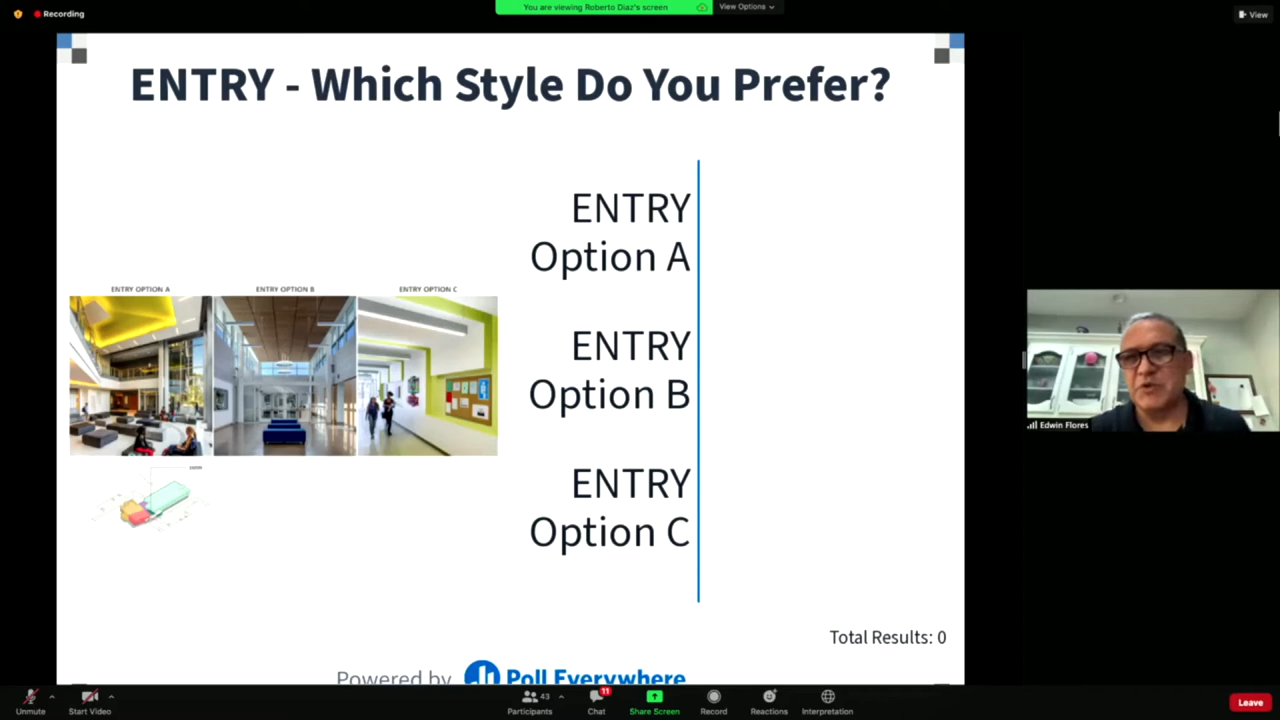 Recording
You are viewing Roberto Diaz's screen
View Options
View
ENTRY - Which Style Do You Prefer?
ENTRY
Option A
ENTRY
Option B
ENTRY
Option C
ENTRY OPTION A
ENTRY OPTION B
ENTRY OPTION C
Edwin Flores
Total Results: 0
Powered by Poll Everywhere
Unmute
Start Video
43
Participants
11
Chat
Share Screen
Record
Reactions
Interpretation
Leave